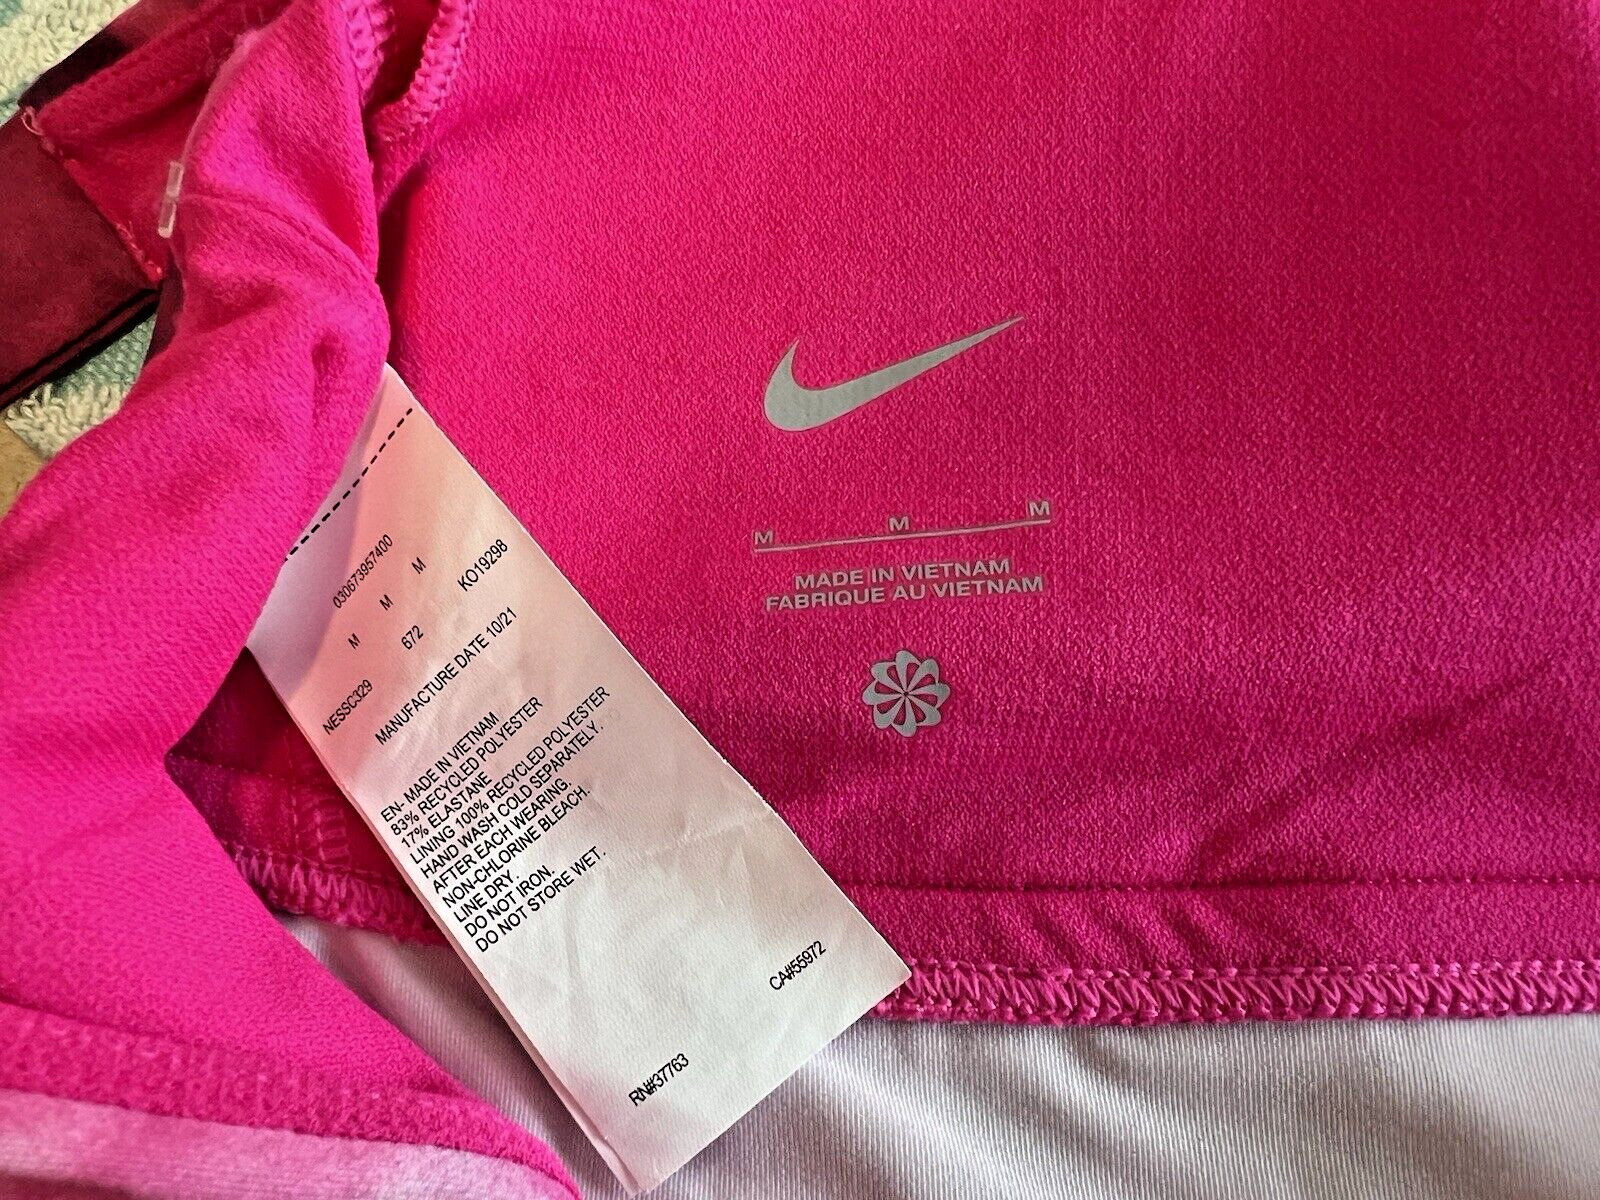 030673957400
M M M
NESSC329 672 KO19298
MANUFACTURE DATE 10/21
EN- MADE IN VIETNAM
83% RECYCLED POLYESTER
17% ELASTANE
LINING 100% RECYCLED POLYESTER
HAND WASH COLD SEPARATELY.
AFTER EACH WEARING.
NON-CHLORINE BLEACH.
LINE DRY.
DO NOT IRON.
DO NOT STORE WET.
CA#55972
RN#37763
M M M
MADE IN VIETNAM
FABRIQUE AU VIETNAM